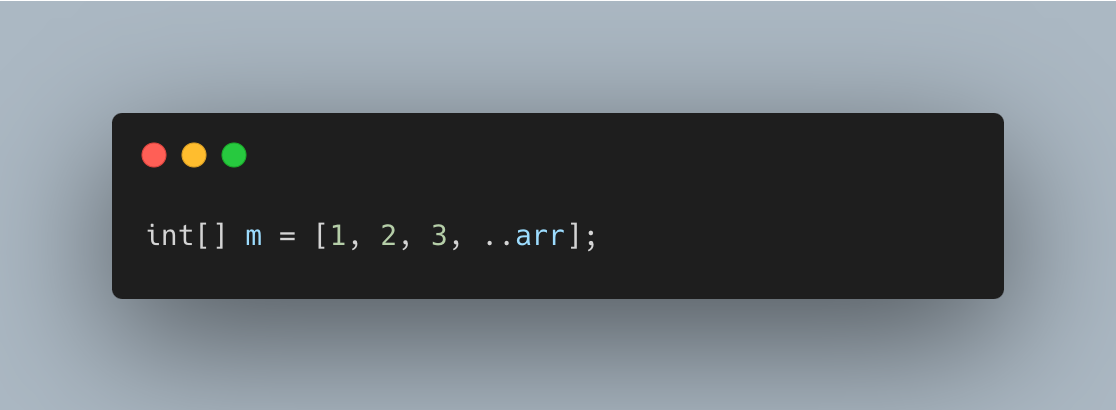 int[] m = [1, 2, 3, ..arr];